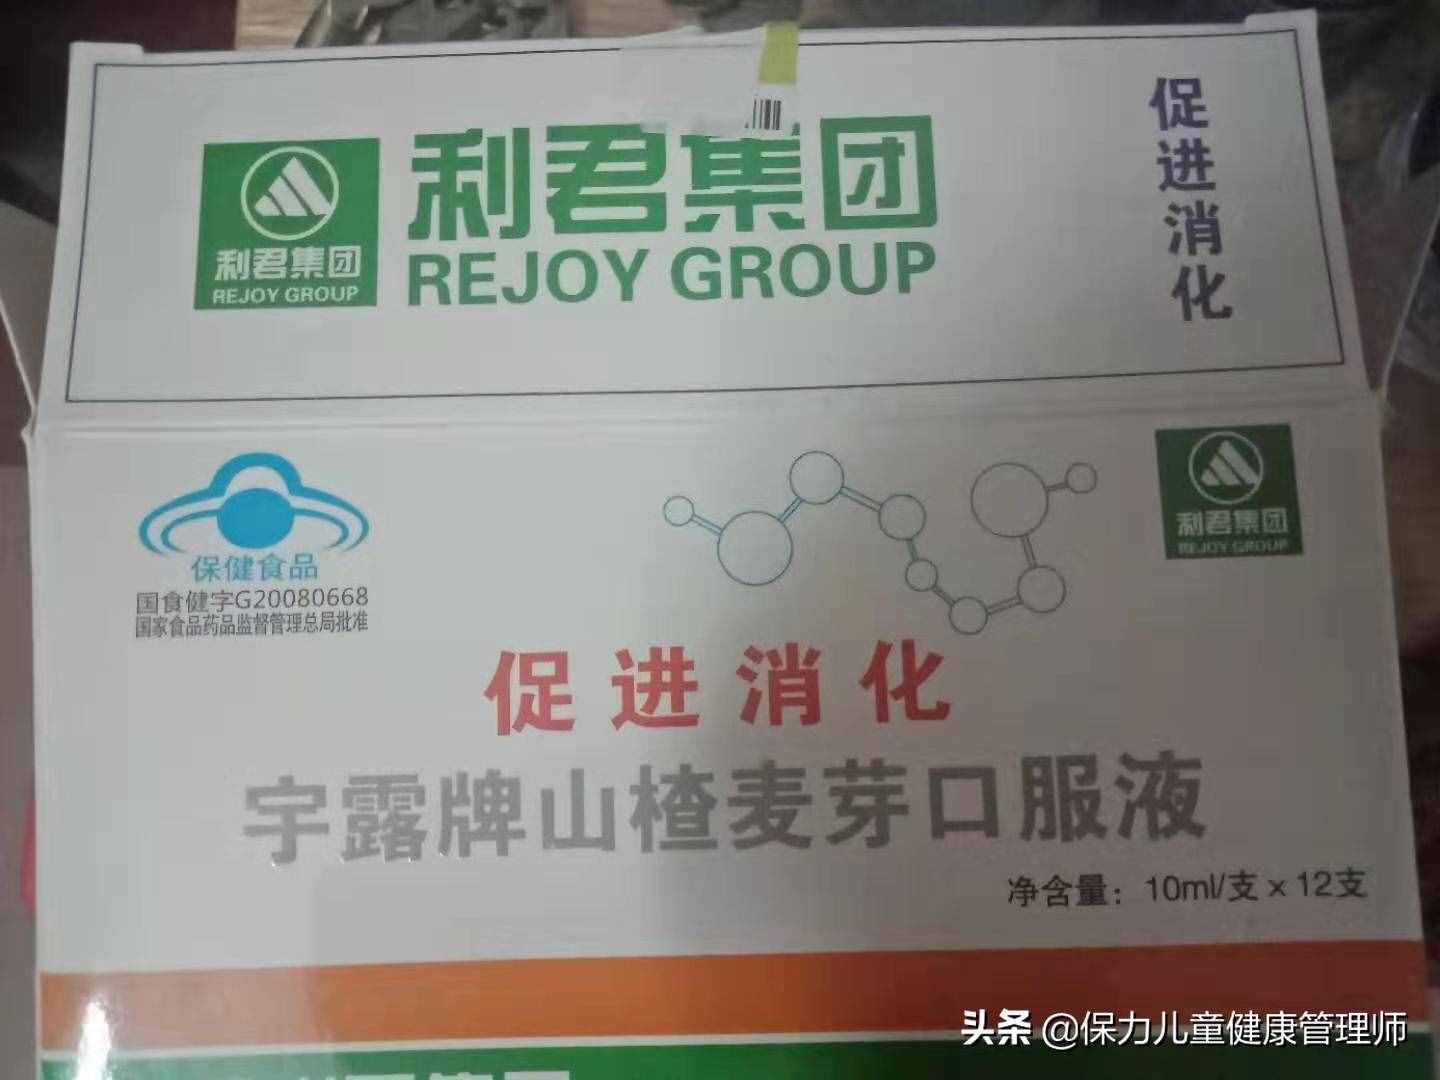 利君集团
REJOY GROUP
利君集团
REJOY GROUP
促进消化
保健食品
国食健字G20080668
国家食品药品监督管理总局批准
利君集团
REJOY GROUP
促进消化
宇露牌山楂麦芽口服液
净含量：10ml/支×12支
头条 @保力儿童健康管理师